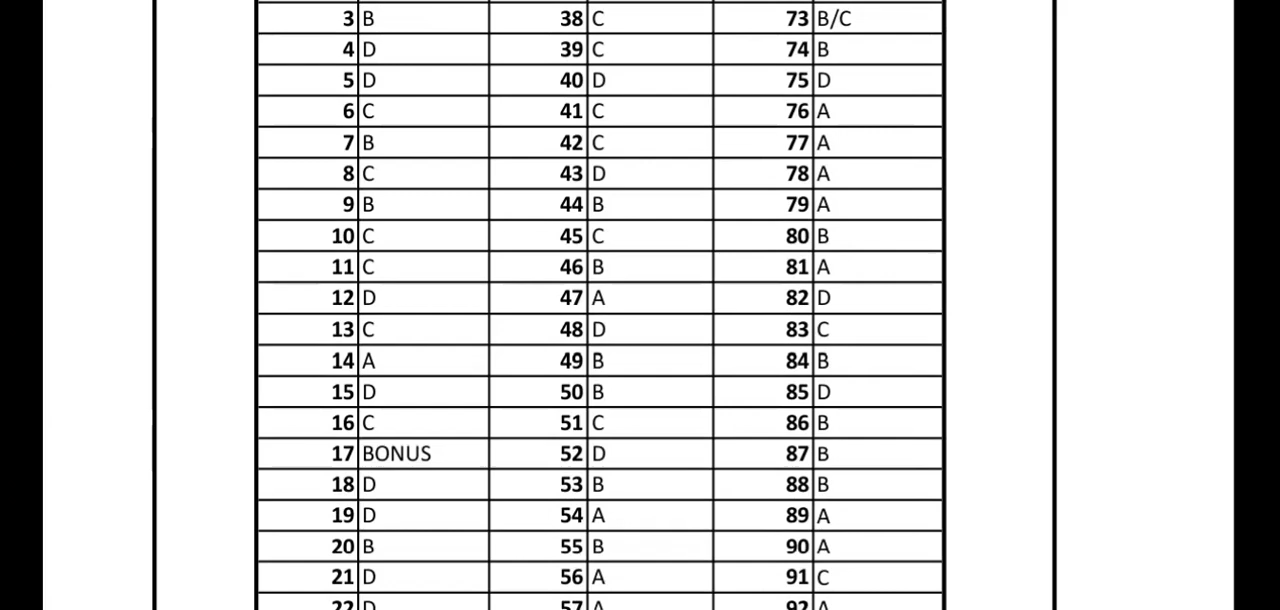 3 B 38 C 73 B/C
4 D 39 C 74 B
5 D 40 D 75 D
6 C 41 C 76 A
7 B 42 C 77 A
8 C 43 D 78 A
9 B 44 B 79 A
10 C 45 C 80 B
11 C 46 B 81 A
12 D 47 A 82 D
13 C 48 D 83 C
14 A 49 B 84 B
15 D 50 B 85 D
16 C 51 C 86 B
17 BONUS 52 D 87 B
18 D 53 B 88 B
19 D 54 A 89 A
20 B 55 B 90 A
21 D 56 A 91 C
22 D 57 A 92 A